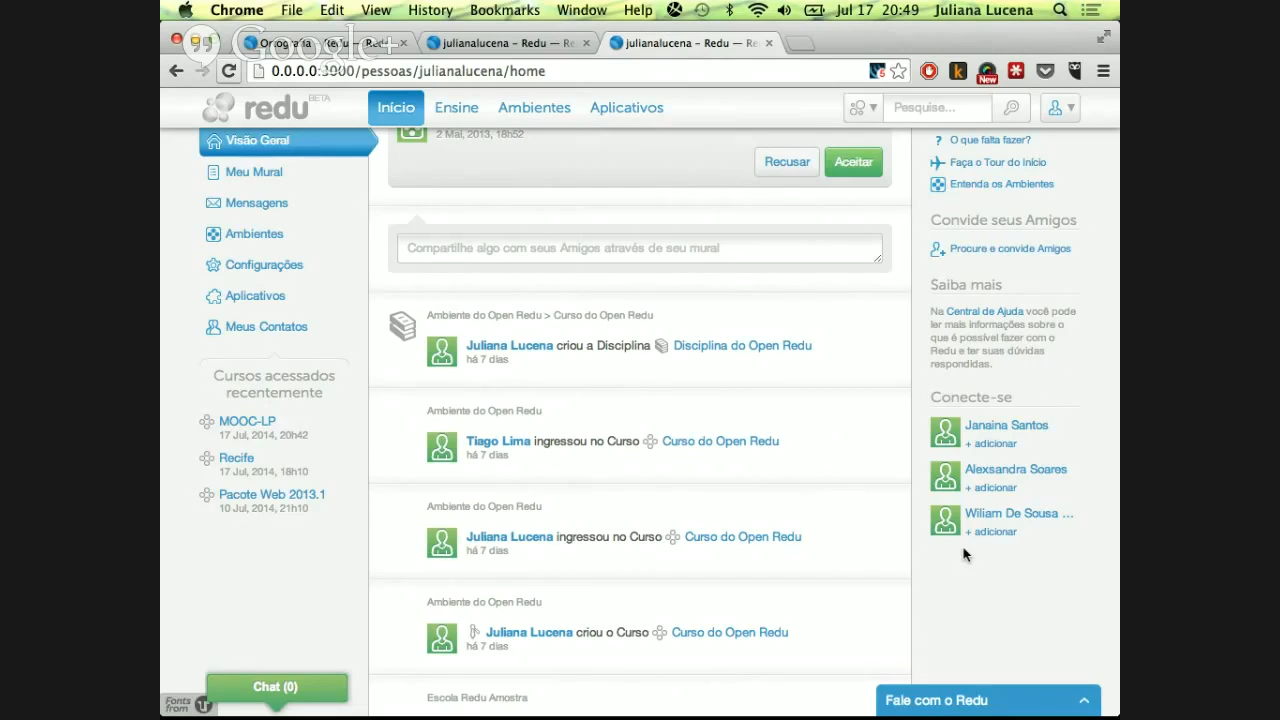 Chrome File Edit View History Bookmarks Window Help Jul 17 20:49 Juliana Lucena
Google+
julianalucena – Redu — Re
julianalucena – Redu — Re
0.0.0.0:3000/pessoas/julianalucena/home
New
redu BETA
Início Ensine Ambientes Aplicativos
Pesquise...
Visão Geral
Meu Mural
Mensagens
Ambientes
Configurações
Aplicativos
Meus Contatos
Cursos acessados
recentemente
MOOC-LP
17 Jul, 2014, 20h42
Recife
17 Jul, 2014, 18h10
Pacote Web 2013.1
10 Jul, 2014, 21h10
Chat (0)
Fonts
from
2 Mai, 2013, 18h52
Recusar Aceitar
Compartilhe algo com seus Amigos através de seu mural
Ambiente do Open Redu > Curso do Open Redu
Juliana Lucena criou a Disciplina Disciplina do Open Redu
há 7 dias
Ambiente do Open Redu
Tiago Lima ingressou no Curso Curso do Open Redu
há 7 dias
Ambiente do Open Redu
Juliana Lucena ingressou no Curso Curso do Open Redu
há 7 dias
Ambiente do Open Redu
Juliana Lucena criou o Curso Curso do Open Redu
há 7 dias
Escola Redu Amostra
? O que falta fazer?
Faça o Tour do Início
Entenda os Ambientes
Convide seus Amigos
Procure e convide Amigos
Saiba mais
Na Central de Ajuda você pode
ler mais informações sobre o
que é possível fazer com o
Redu e ter suas dúvidas
respondidas.
Conecte-se
Janaina Santos
+ adicionar
Alexsandra Soares
+ adicionar
Wiliam De Sousa ...
+ adicionar
Fale com o Redu